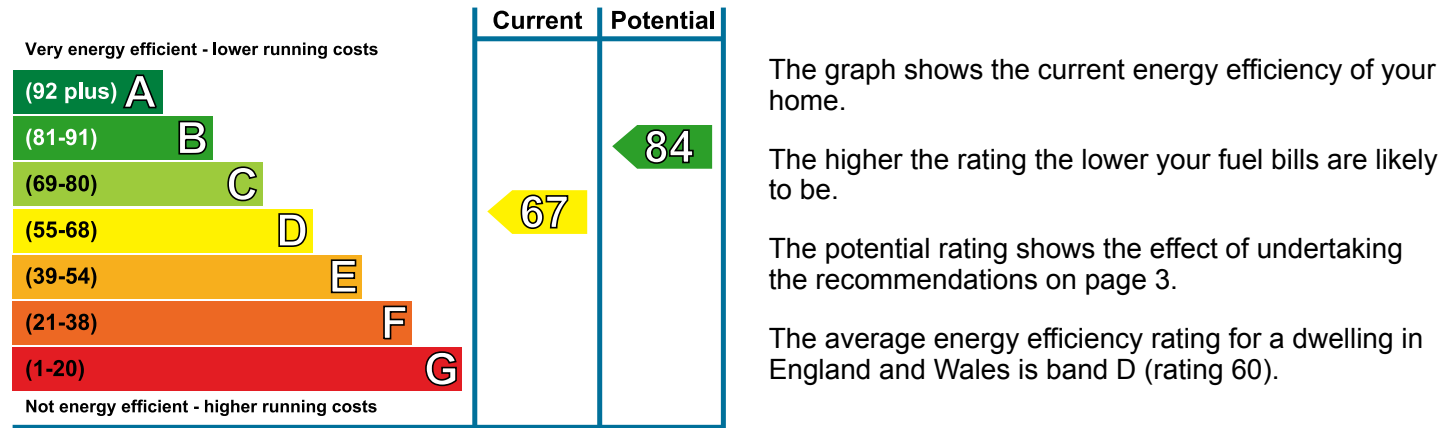 Current Potential
Very energy efficient - lower running costs
(92 plus) A
(81-91) B
84
(69-80) C
67
(55-68) D
(39-54) E
(21-38) F
(1-20) G
Not energy efficient - higher running costs
The graph shows the current energy efficiency of your
home.
The higher the rating the lower your fuel bills are likely
to be.
The potential rating shows the effect of undertaking
the recommendations on page 3.
The average energy efficiency rating for a dwelling in
England and Wales is band D (rating 60).